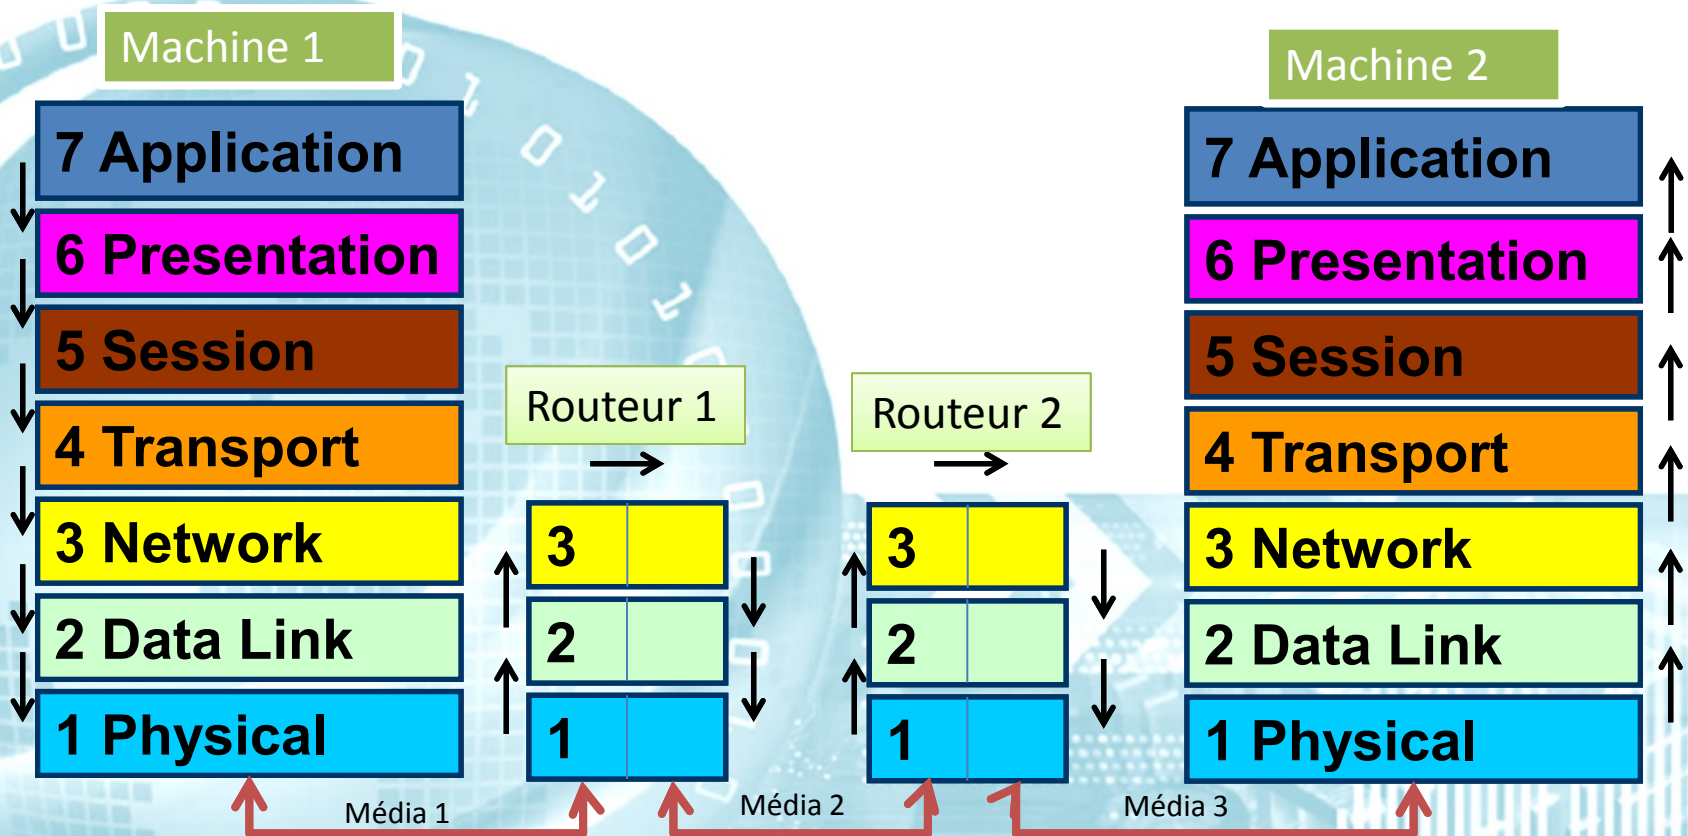 Machine 1
7 Application
6 Presentation
5 Session
4 Transport
3 Network
2 Data Link
1 Physical
Routeur 1
3
2
1
Routeur 2
3
2
1
Machine 2
7 Application
6 Presentation
5 Session
4 Transport
3 Network
2 Data Link
1 Physical
Média 1
Média 2
Média 3